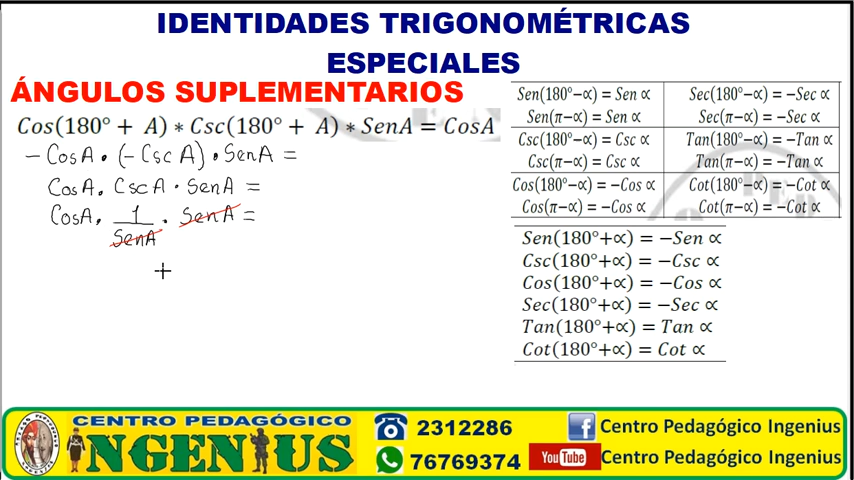 IDENTIDADES TRIGONOMÉTRICAS
ESPECIALES
ÁNGULOS SUPLEMENTARIOS
Cos(180° + A) * Csc(180° + A) * SenA = CosA
- CosA . (- Csc A) . SenA =
CosA . CscA . SenA =
CosA . 1/SenA . SenA =
Sen(180°−∝) = Sen ∝
Sen(π−∝) = Sen ∝
Csc(180°−∝) = Csc ∝
Csc(π−∝) = Csc ∝
Cos(180°−∝) = −Cos ∝
Cos(π−∝) = −Cos ∝
Sec(180°−∝) = −Sec ∝
Sec(π−∝) = −Sec ∝
Tan(180°−∝) = −Tan ∝
Tan(π−∝) = −Tan ∝
Cot(180°−∝) = −Cot ∝
Cot(π−∝) = −Cot ∝
Sen(180°+∝) = −Sen ∝
Csc(180°+∝) = −Csc ∝
Cos(180°+∝) = −Cos ∝
Sec(180°+∝) = −Sec ∝
Tan(180°+∝) = Tan ∝
Cot(180°+∝) = Cot ∝
CENTRO PEDAGÓGICO
INGENIUS
2312286
76769374
f Centro Pedagógico Ingenius
YouTube Centro Pedagógico Ingenius